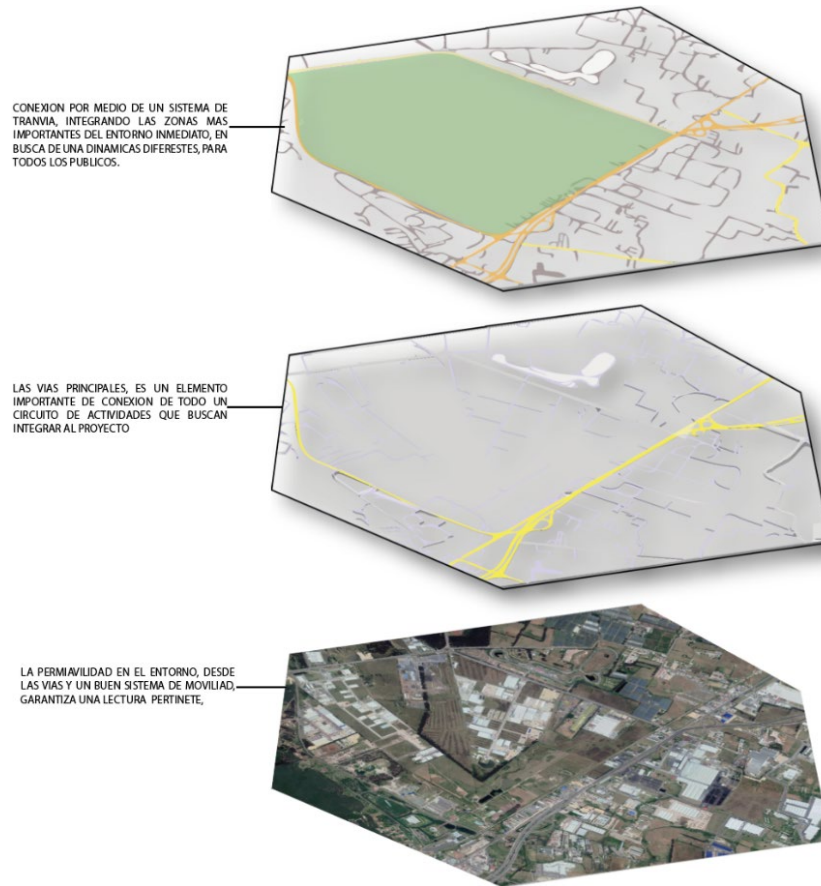 CONEXION POR MEDIO DE UN SISTEMA DE
TRANVIA, INTEGRANDO LAS ZONAS MAS
IMPORTANTES DEL ENTORNO INMEDIATO, EN
BUSCA DE UNA DINAMICAS DIFERESTES, PARA
TODOS LOS PUBLICOS.
LAS VIAS PRINCIPALES, ES UN ELEMENTO
IMPORTANTE DE CONEXION DE TODO UN
CIRCUITO DE ACTIVIDADES QUE BUSCAN
INTEGRAR AL PROYECTO
LA PERMIAVILIDAD EN EL ENTORNO, DESDE
LAS VIAS Y UN BUEN SISTEMA DE MOVILIAD,
GARANTIZA UNA LECTURA PERTINETE,